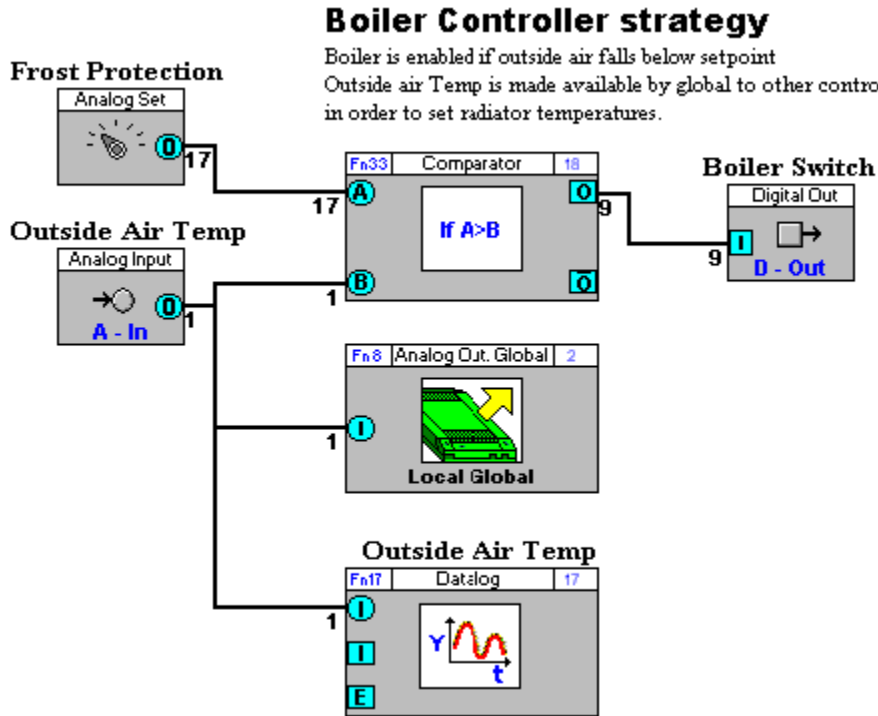 Boiler Controller strategy
Boiler is enabled if outside air falls below setpoint
Outside air Temp is made available by global to other contro
in order to set radiator temperatures.
Frost Protection
Analog Set
O
17
Outside Air Temp
Analog Input
O
1
A - In
Fn33 Comparator 18
17 A
If A>B
O
9
1 B
O
Boiler Switch
Digital Out
9 I
D - Out
Fn8 Analog Out. Global 2
1 I
Local Global
Outside Air Temp
Fn17 Datalog 17
1 I
Y
t
I
E